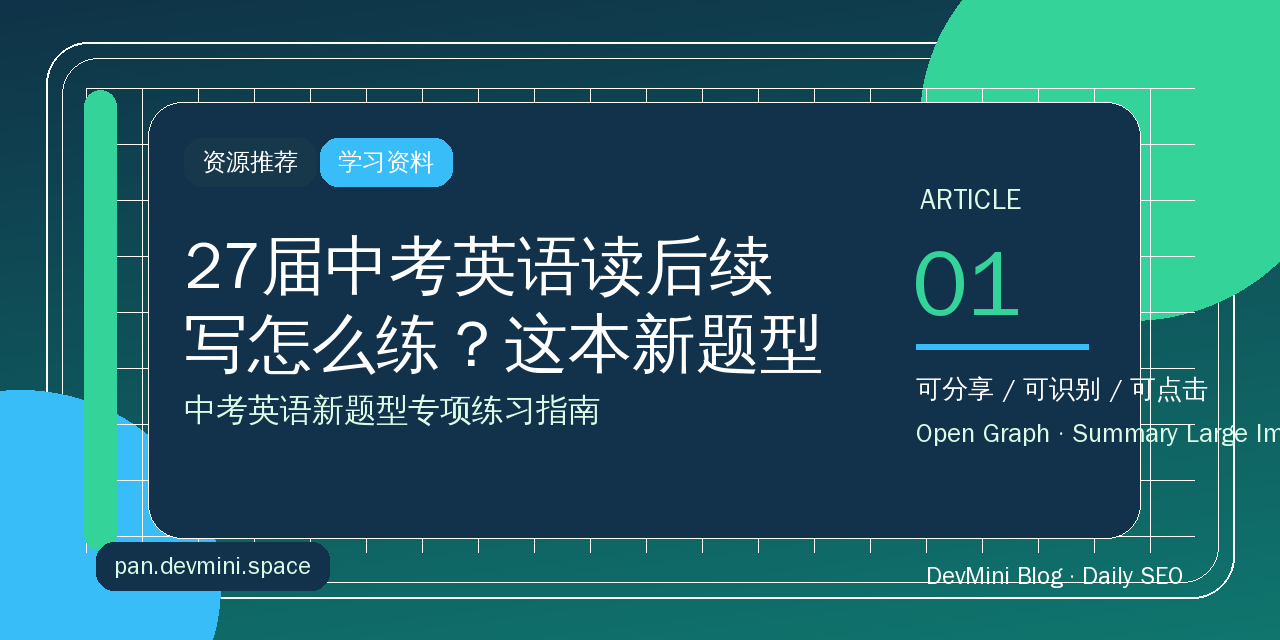 资源推荐
学习资料
27届中考英语读后续
写怎么练？这本新题型
中考英语新题型专项练习指南
ARTICLE
01
可分享 / 可识别 / 可点击
Open Graph · Summary Large Im
pan.devmini.space
DevMini Blog · Daily SEO